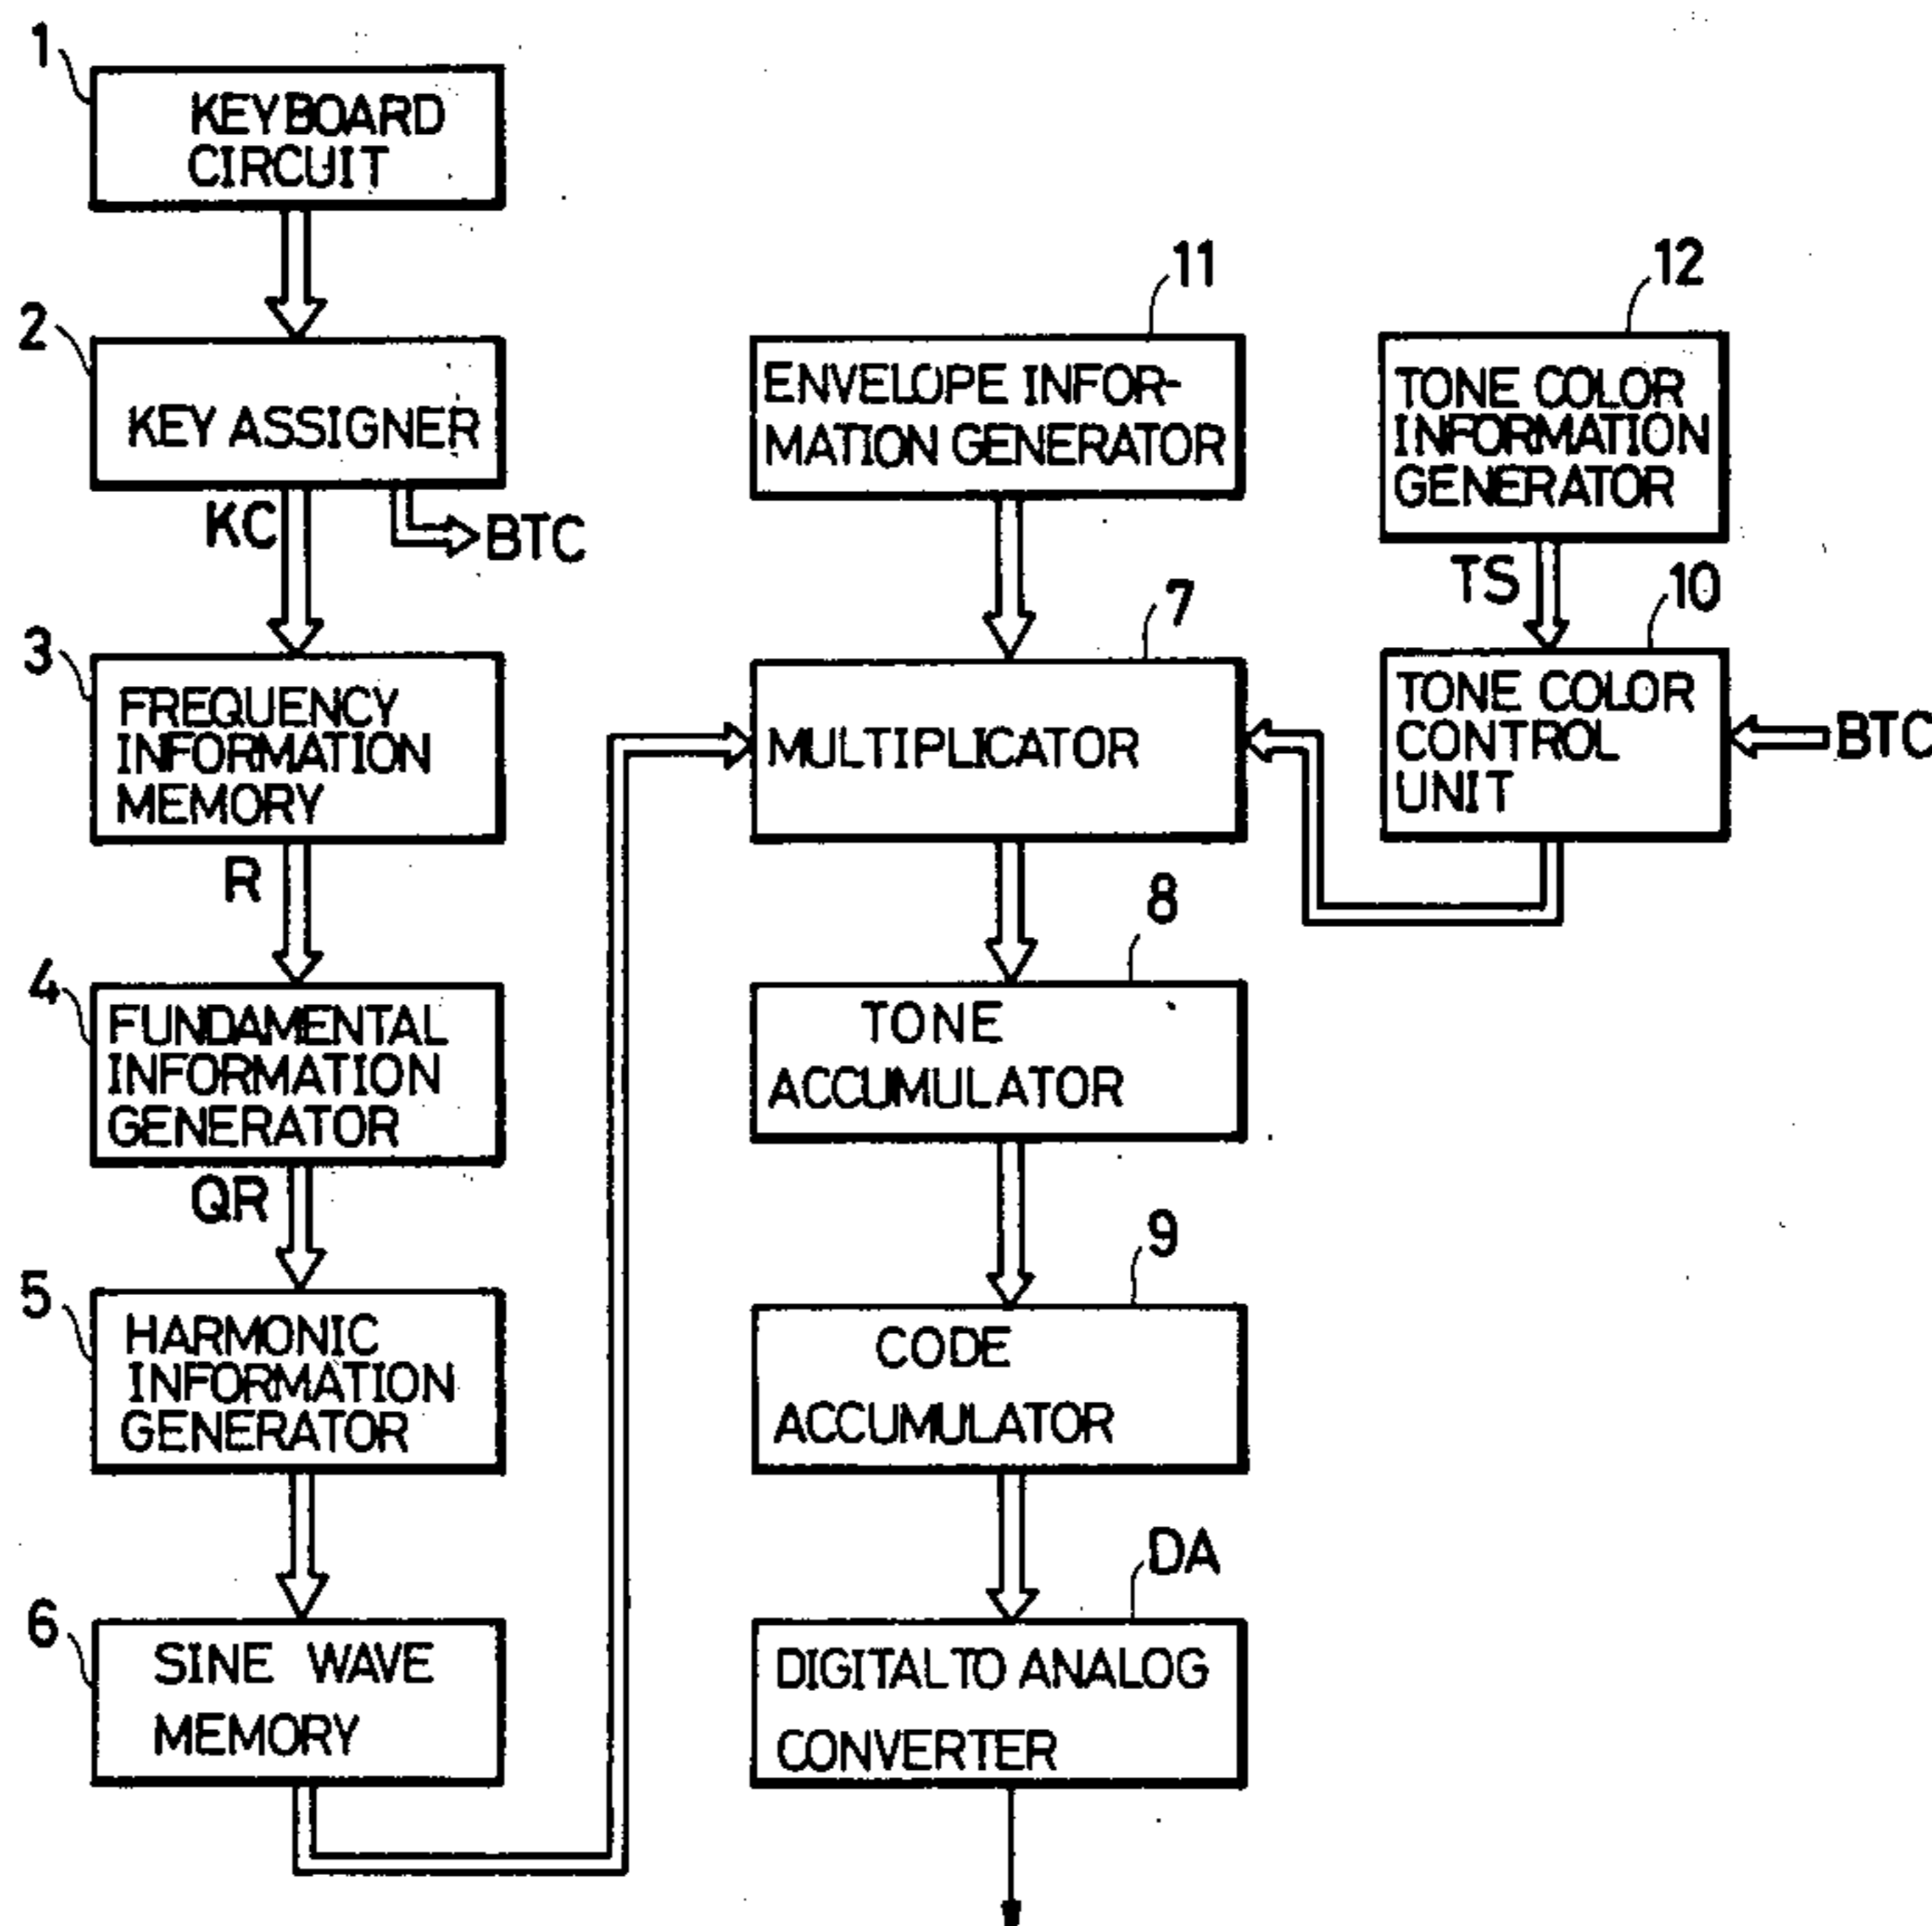 1
KEYBOARD
CIRCUIT
2
KEY ASSIGNER
KC
BTC
3
FREQUENCY
INFORMATION
MEMORY
R
4
FUNDAMENTAL
INFORMATION
GENERATOR
QR
5
HARMONIC
INFORMATION
GENERATOR
6
SINE WAVE
MEMORY
11
ENVELOPE INFOR-
MATION GENERATOR
7
MULTIPLICATOR
8
TONE
ACCUMULATOR
9
CODE
ACCUMULATOR
DA
DIGITAL TO ANALOG
CONVERTER
12
TONE COLOR
INFORMATION
GENERATOR
TS
10
TONE COLOR
CONTROL
UNIT
BTC